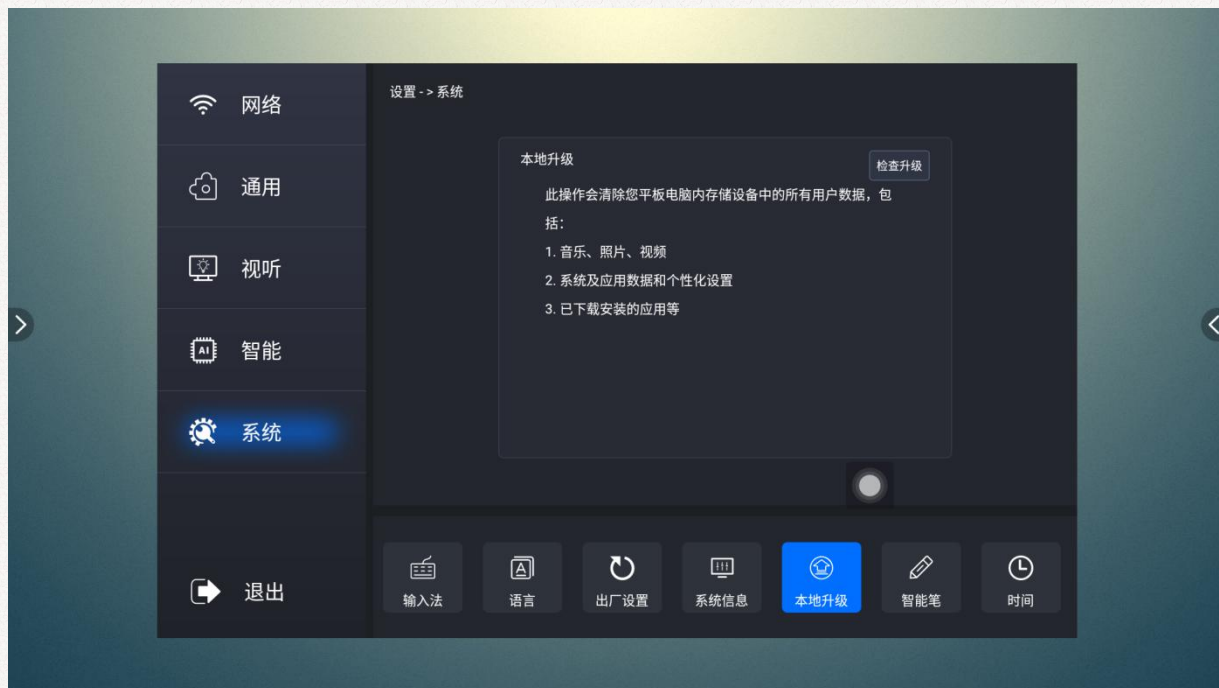 网络
通用
视听
AI
智能
系统
退出
设置 - > 系统
本地升级
检查升级
此操作会清除您平板电脑内存储设备中的所有用户数据，包
括：
1. 音乐、照片、视频
2. 系统及应用数据和个性化设置
3. 已下载安装的应用等
输入法
A
语言
出厂设置
系统信息
本地升级
智能笔
时间